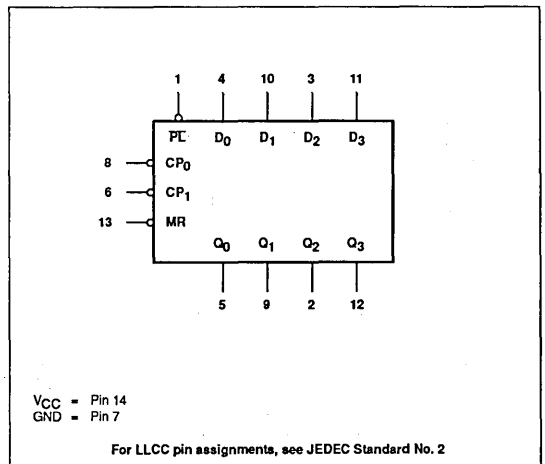 1 4 10 3 11
P̅L̅ D0 D1 D2 D3
8 CP0
6 CP1
13 MR
Q0 Q1 Q2 Q3
5 9 2 12
VCC = Pin 14
GND = Pin 7
For LLCC pin assignments, see JEDEC Standard No. 2